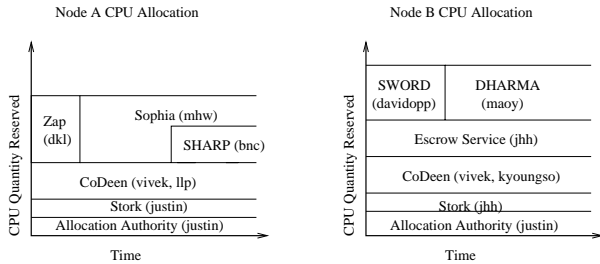 Node A CPU Allocation
CPU Quantity Reserved
Zap
(dkl)
Sophia (mhw)
SHARP (bnc)
CoDeen (vivek, llp)
Stork (justin)
Allocation Authority (justin)
Time
Node B CPU Allocation
CPU Quantity Reserved
SWORD
(davidopp)
DHARMA
(maoy)
Escrow Service (jhh)
CoDeen (vivek, kyoungso)
Stork (jhh)
Allocation Authority (justin)
Time